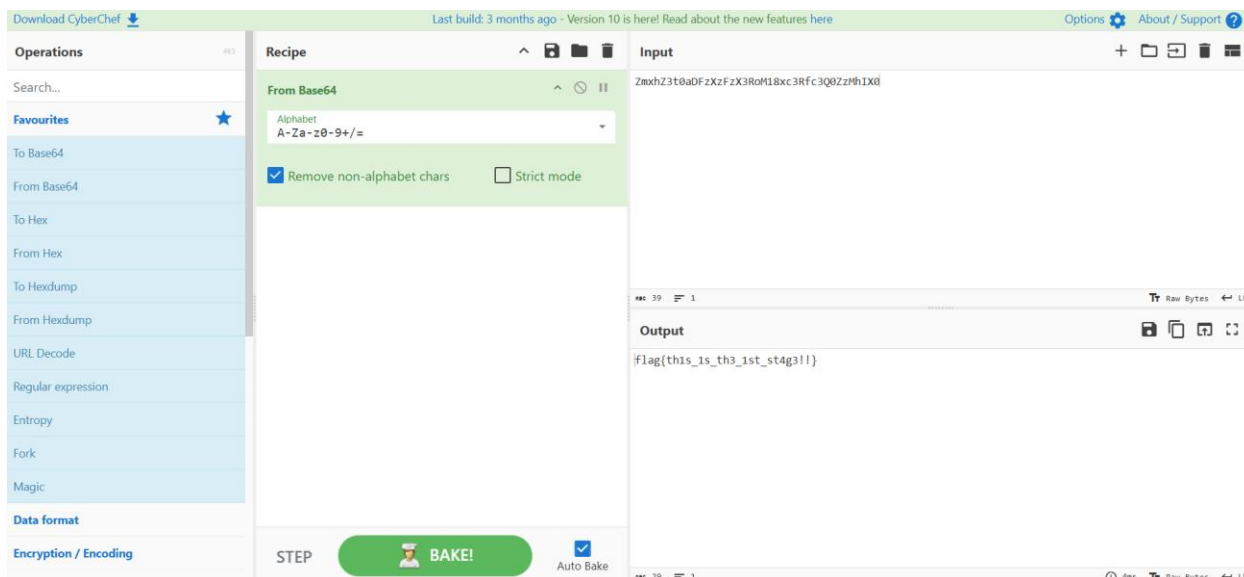 Download CyberChef
Last build: 3 months ago - Version 10 is here! Read about the new features here
Options
About / Support
Operations
Recipe
Input
Search...
Favourites
To Base64
From Base64
To Hex
From Hex
To Hexdump
From Hexdump
URL Decode
Regular expression
Entropy
Fork
Magic
Data format
Encryption / Encoding
From Base64
Alphabet
A-Za-z0-9+/=
Remove non-alphabet chars
Strict mode
STEP
BAKE!
Auto Bake
ZmxhZ3t0aDFzXzFzX3RoM18xc3Rfc3Q0ZzMhIX0
39 1
Raw Bytes
Output
flag{th1s_1s_th3_1st_st4g3!!}